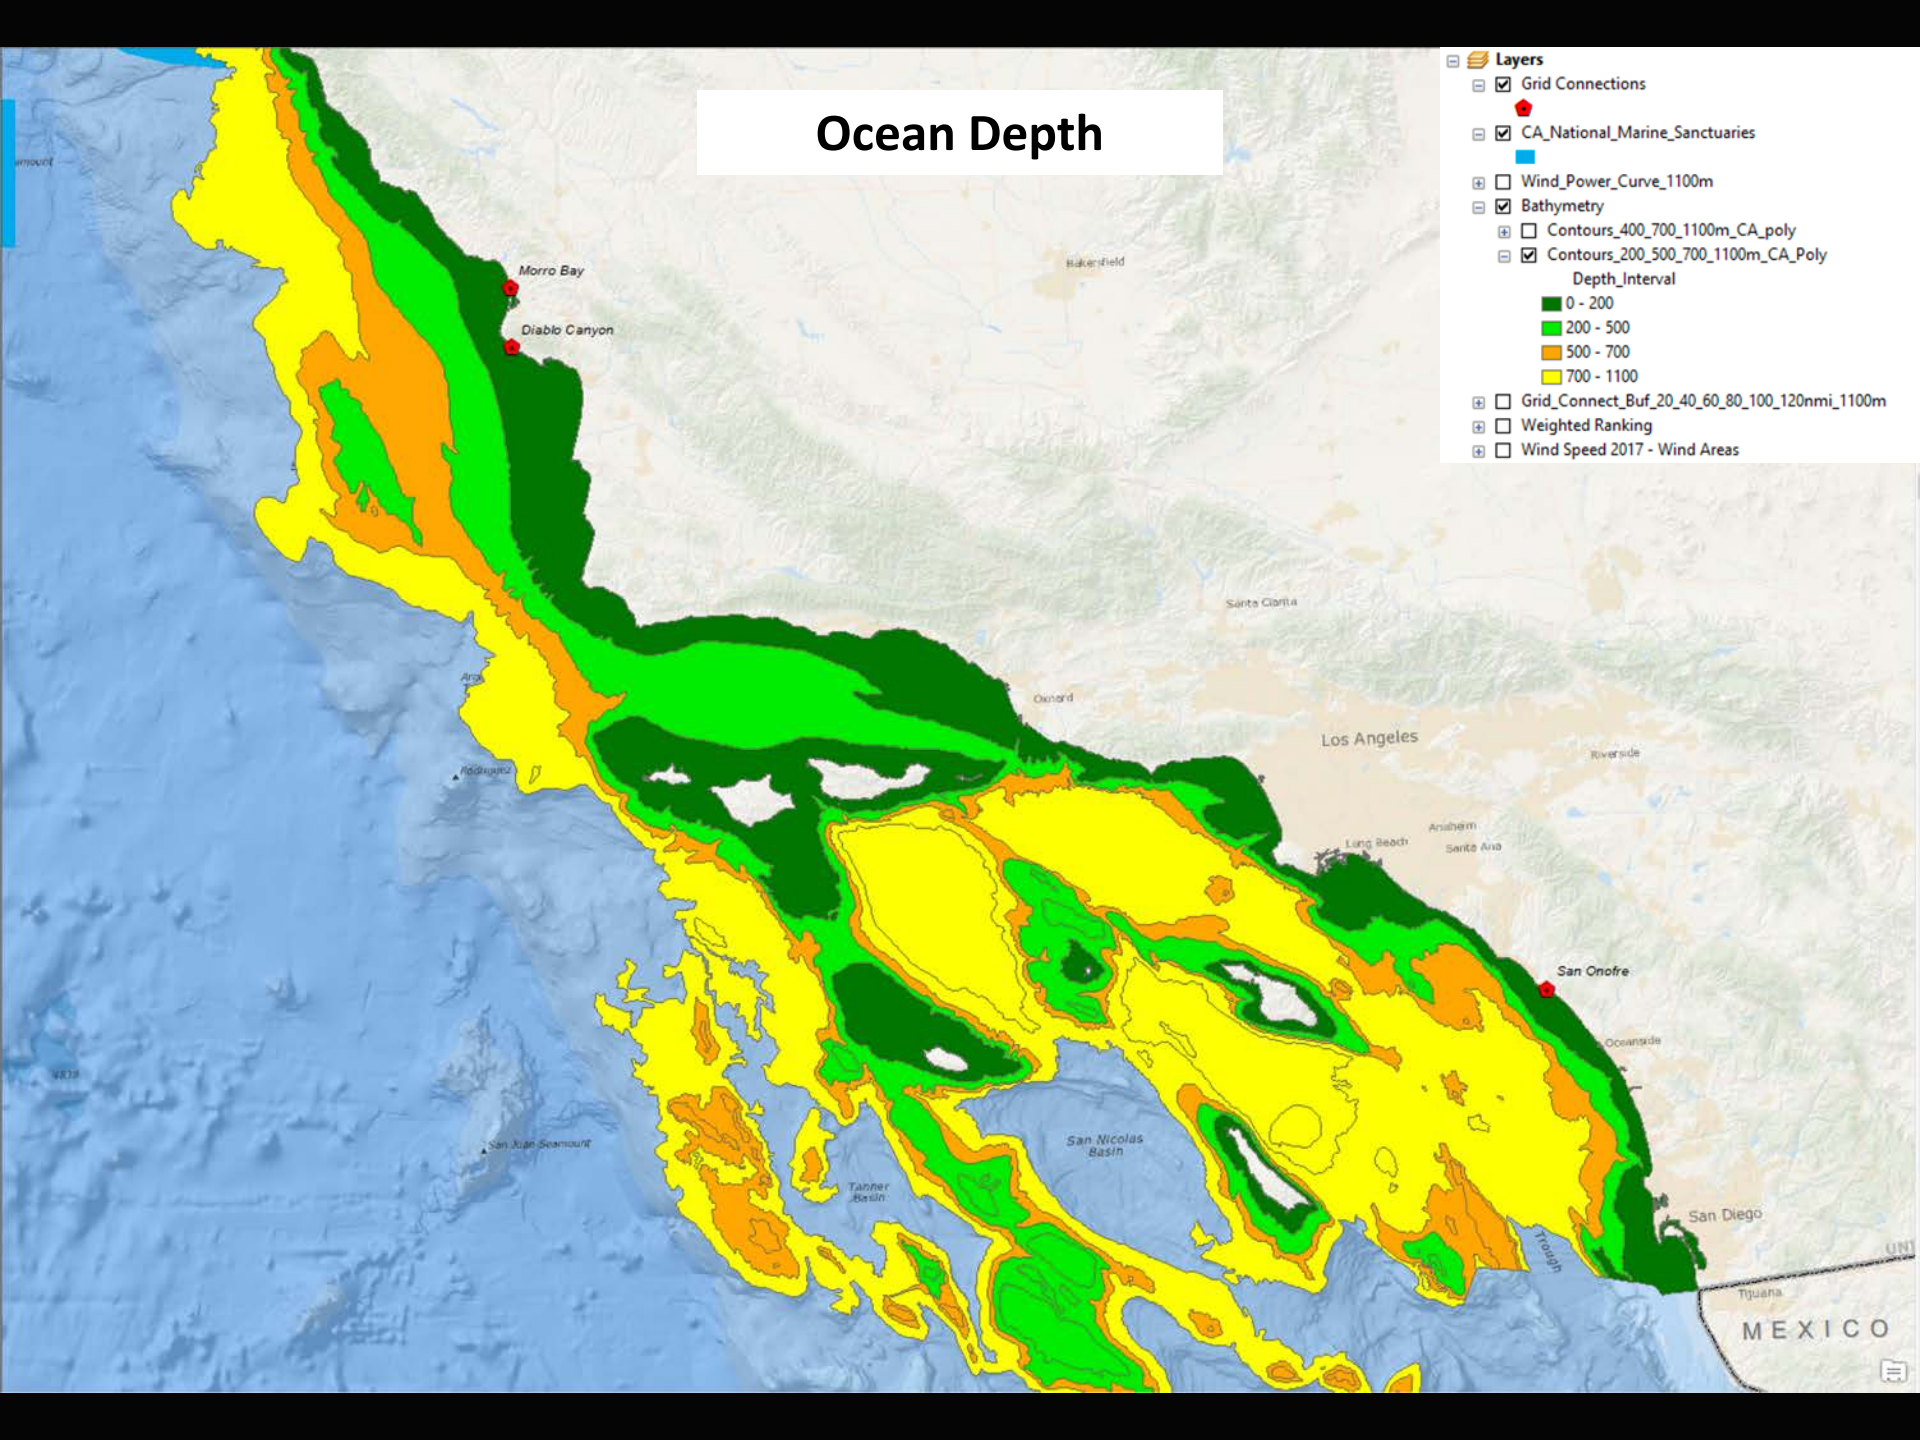 Ocean Depth
Layers
Grid Connections
CA_National_Marine_Sanctuaries
Wind_Power_Curve_1100m
Bathymetry
Contours_400_700_1100m_CA_poly
Contours_200_500_700_1100m_CA_Poly
Depth_Interval
0 - 200
200 - 500
500 - 700
700 - 1100
Grid_Connect_Buf_20_40_60_80_100_120nmi_1100m
Weighted Ranking
Wind Speed 2017 - Wind Areas
amount
Morro Bay
Bakersfield
Diablo Canyon
Santa Clarita
Oxnard
Los Angeles
Riverside
Rodriguez
Anaheim
Long Beach
Santa Ana
San Onofre
Oceanside
San Juan Seamount
San Nicolas
Basin
Tanner
Basin
San Diego
Trough
UNI
Tijuana
MEXICO